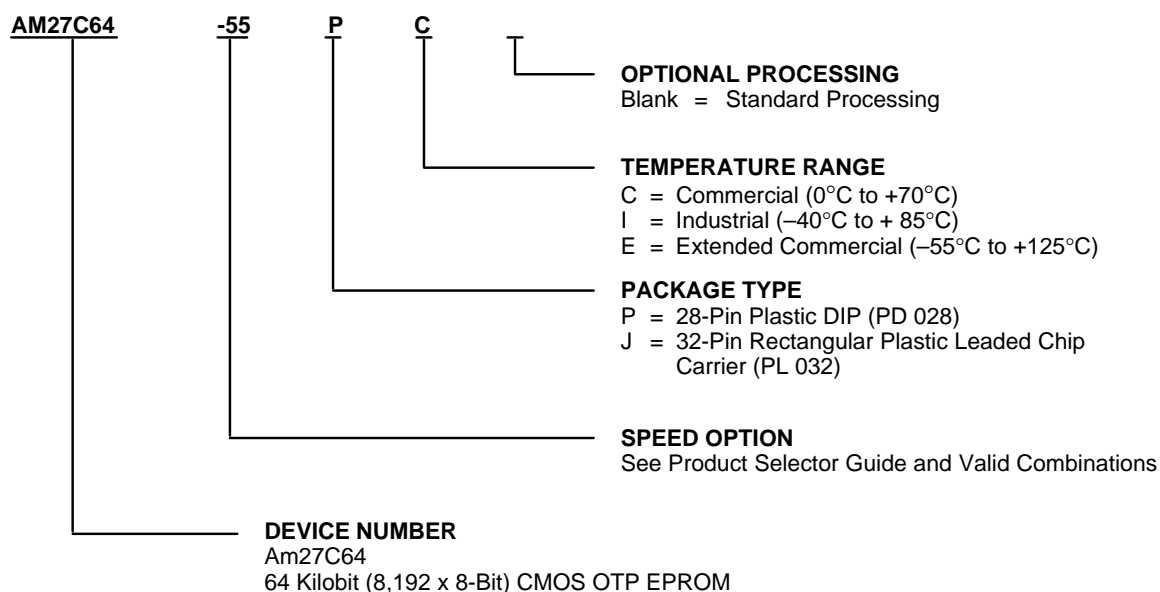 AM27C64 -55 P C
OPTIONAL PROCESSING
Blank = Standard Processing
TEMPERATURE RANGE
C = Commercial (0°C to +70°C)
I = Industrial (–40°C to + 85°C)
E = Extended Commercial (–55°C to +125°C)
PACKAGE TYPE
P = 28-Pin Plastic DIP (PD 028)
J = 32-Pin Rectangular Plastic Leaded Chip
Carrier (PL 032)
SPEED OPTION
See Product Selector Guide and Valid Combinations
DEVICE NUMBER
Am27C64
64 Kilobit (8,192 x 8-Bit) CMOS OTP EPROM